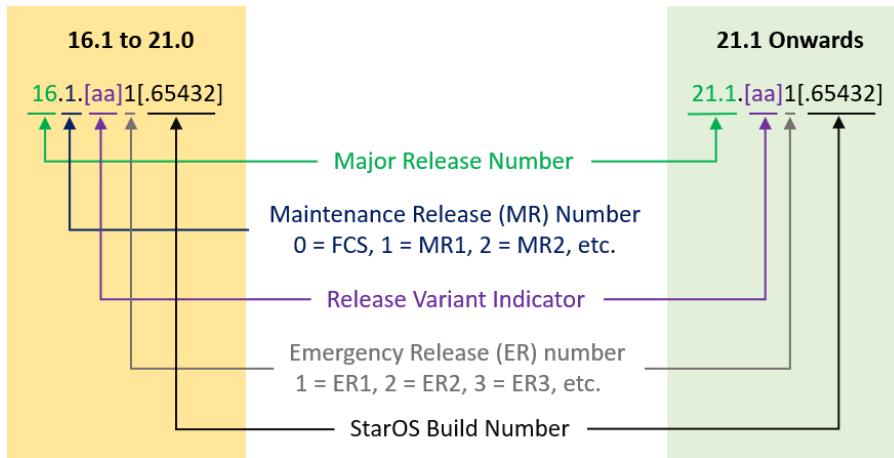 16.1 to 21.0
21.1 Onwards
16.1.[aa]1[.65432]
21.1.[aa]1[.65432]
Major Release Number
Maintenance Release (MR) Number
0 = FCS, 1 = MR1, 2 = MR2, etc.
Release Variant Indicator
Emergency Release (ER) number
1 = ER1, 2 = ER2, 3 = ER3, etc.
StarOS Build Number